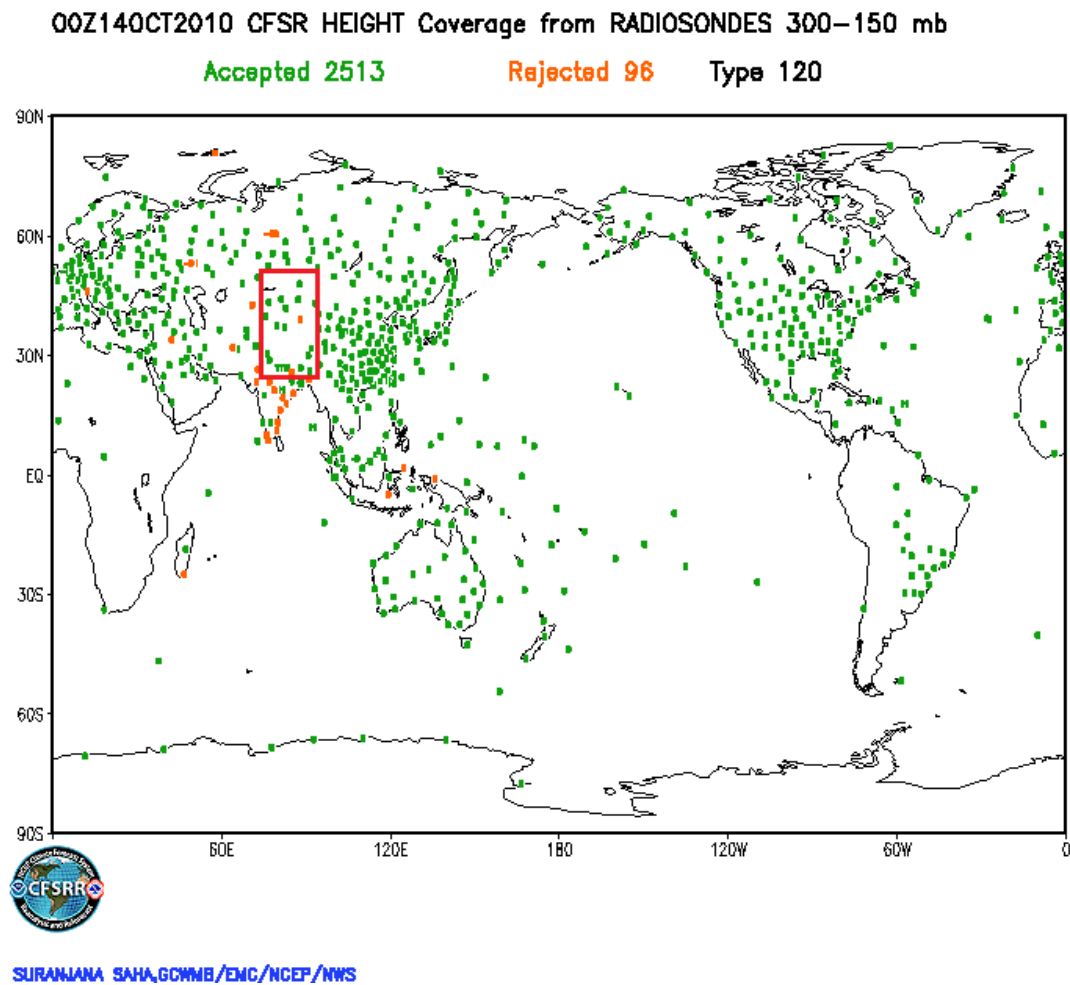 00Z14OCT2010 CFSR HEIGHT Coverage from RADIOSONDES 300-150 mb
Accepted 2513 Rejected 96 Type 120
90N
60N
30N
EQ
30S
60S
90S
60E 120E 180 120W 60W 0
CFSRR
SURANJANA SAHA,GCWMB/EMC/NCEP/NWS